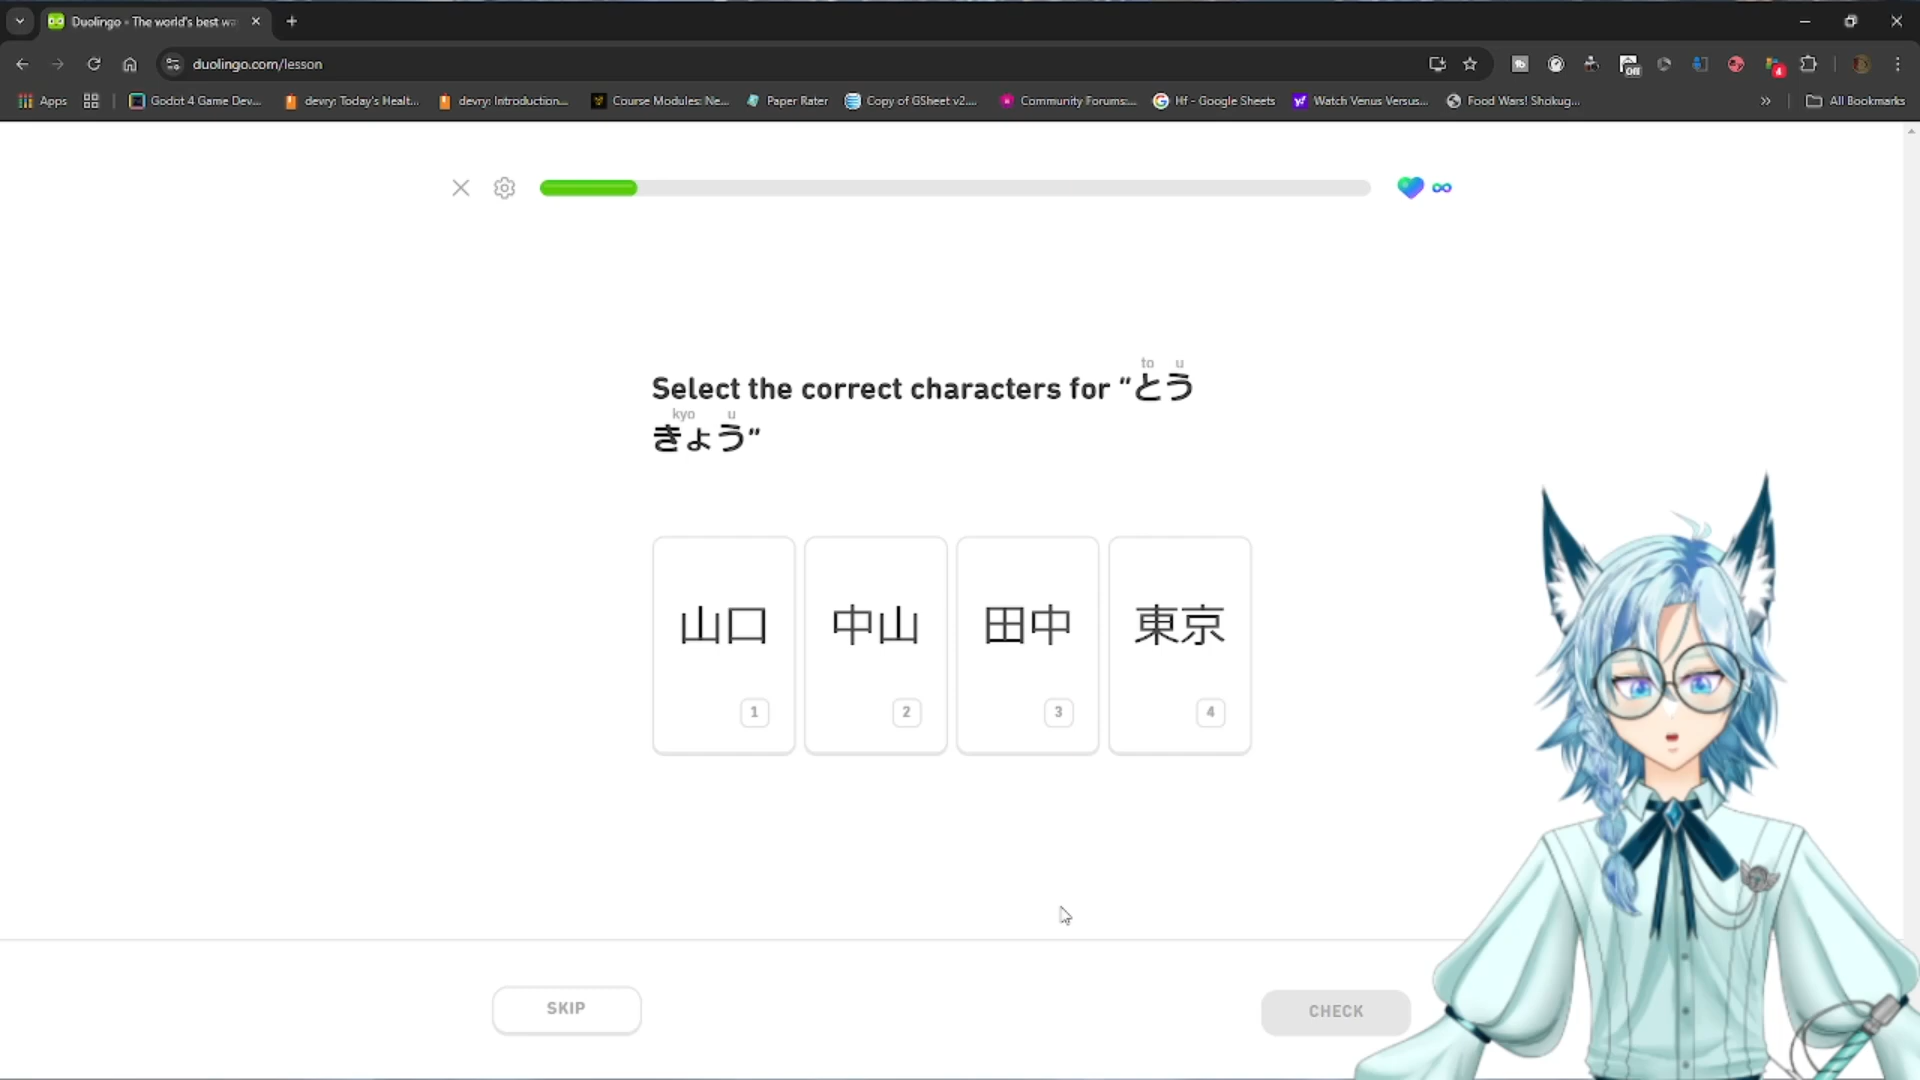 Duolingo - The world's best wa
duolingo.com/lesson
Off
4
Apps
Godot 4 Game Dev...
devry: Today's Healt...
devry: Introduction...
Course Modules: Ne...
Paper Rater
Copy of GSheet v2....
Community Forums:...
Hf - Google Sheets
Watch Venus Versus...
Food Wars! Shokug...
»
All Bookmarks
to u
Select the correct characters for "とう
kyo u
きょう"
山口
中山
田中
東京
1
2
3
4
SKIP
CHECK